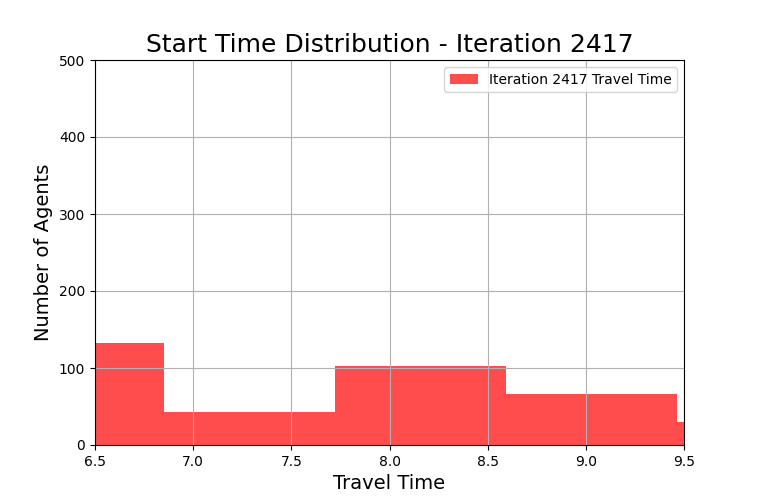 Start Time Distribution - Iteration 2417
Iteration 2417 Travel Time
Number of Agents
500
400
300
200
100
0
6.5 7.0 7.5 8.0 8.5 9.0 9.5
Travel Time